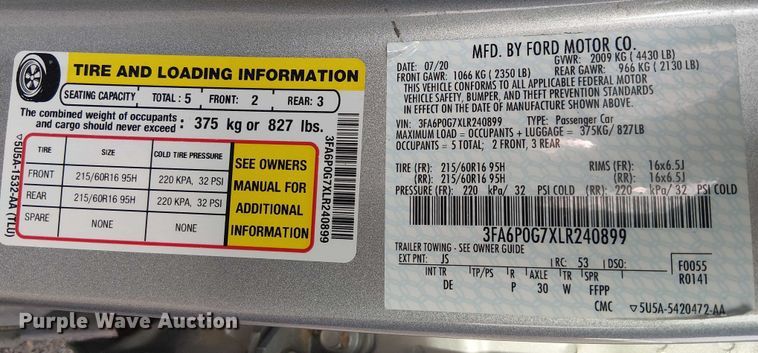 TIRE AND LOADING INFORMATION
SEATING CAPACITY TOTAL : 5 FRONT: 2 REAR: 3
The combined weight of occupants and cargo should never exceed : 375 kg or 827 lbs.
TIRE SIZE COLD TIRE PRESSURE
FRONT 215/60R16 95H 220 KPA, 32 PSI
REAR 215/60R16 95H 220 KPA, 32 PSI
SPARE NONE NONE
SEE OWNERS
MANUAL FOR
ADDITIONAL
INFORMATION
5U5A-1532-AA (TLU)
3FA6P0G7XLR240899
MFD. BY FORD MOTOR CO.
DATE: 07/20 GVWR: 2009 KG ( 4430 LB)
FRONT GAWR: 1066 KG ( 2350 LB) REAR GAWR: 966 KG ( 2130 LB)
THIS VEHICLE CONFORMS TO ALL APPLICABLE FEDERAL MOTOR
VEHICLE SAFETY, BUMPER, AND THEFT PREVENTION STANDARDS
IN EFFECT ON THE DATE OF MANUFACTURE SHOWN ABOVE.
VIN: 3FA6P0G7XLR240899 TYPE: Passenger Car
MAXIMUM LOAD = OCCUPANTS + LUGGAGE = 375KG/ 827LB
OCCUPANTS = 5 TOTAL; 2 FRONT, 3 REAR
TIRE (FR): 215/60R16 95H RIMS (FR): 16x6.5J
(RR): 215/60R16 95H (RR): 16x6.5J
PRESSURE (FR): 220 kPa/ 32 PSI COLD (RR): 220 kPa/ 32 PSI COLD
3FA6P0G7XLR240899
TRAILER TOWING - SEE OWNER GUIDE
EXT PNT: JS RC: 53 DSO: F0055
INT TR TP/PS R AXLE TR SPR R0141
DE P 30 W FFPP
CMC 5U5A-5420472-AA
Purple Wave Auction